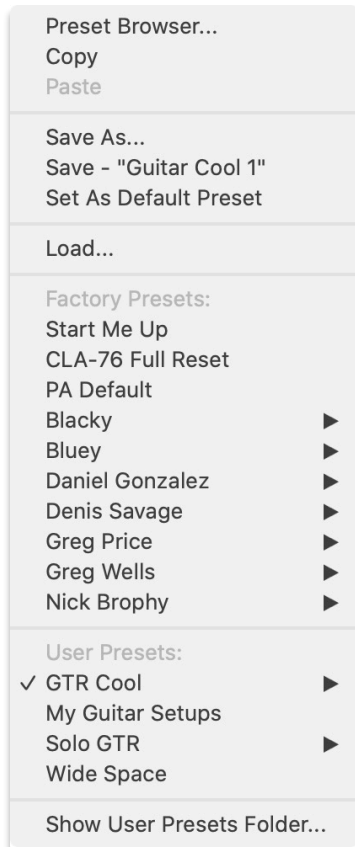 Preset Browser...
Copy
Paste
Save As...
Save - "Guitar Cool 1"
Set As Default Preset
Load...
Factory Presets:
Start Me Up
CLA-76 Full Reset
PA Default
Blacky
Bluey
Daniel Gonzalez
Denis Savage
Greg Price
Greg Wells
Nick Brophy
User Presets:
GTR Cool
My Guitar Setups
Solo GTR
Wide Space
Show User Presets Folder...